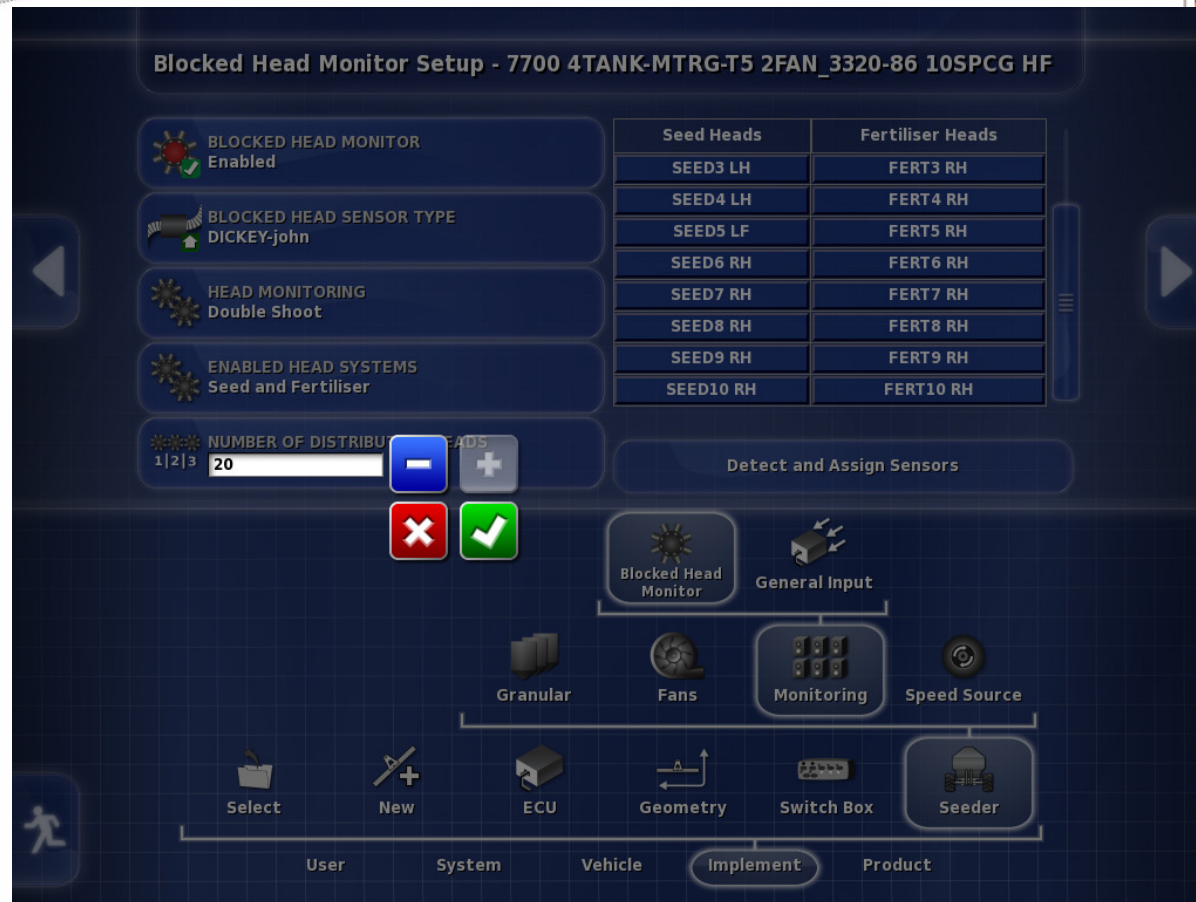 Blocked Head Monitor Setup - 7700 4TANK-MTRG-T5 2FAN_3320-86 10SPCG HF
BLOCKED HEAD MONITOR
Enabled
BLOCKED HEAD SENSOR TYPE
DICKEY-john
HEAD MONITORING
Double Shoot
ENABLED HEAD SYSTEMS
Seed and Fertiliser
NUMBER OF DISTRIBU EADS
1|2|3
20
Seed Heads Fertiliser Heads
SEED3 LH FERT3 RH
SEED4 LH FERT4 RH
SEED5 LF FERT5 RH
SEED6 RH FERT6 RH
SEED7 RH FERT7 RH
SEED8 RH FERT8 RH
SEED9 RH FERT9 RH
SEED10 RH FERT10 RH
Detect and Assign Sensors
Blocked Head
Monitor
General Input
Granular Fans Monitoring Speed Source
Select New ECU Geometry Switch Box Seeder
User System Vehicle Implement Product